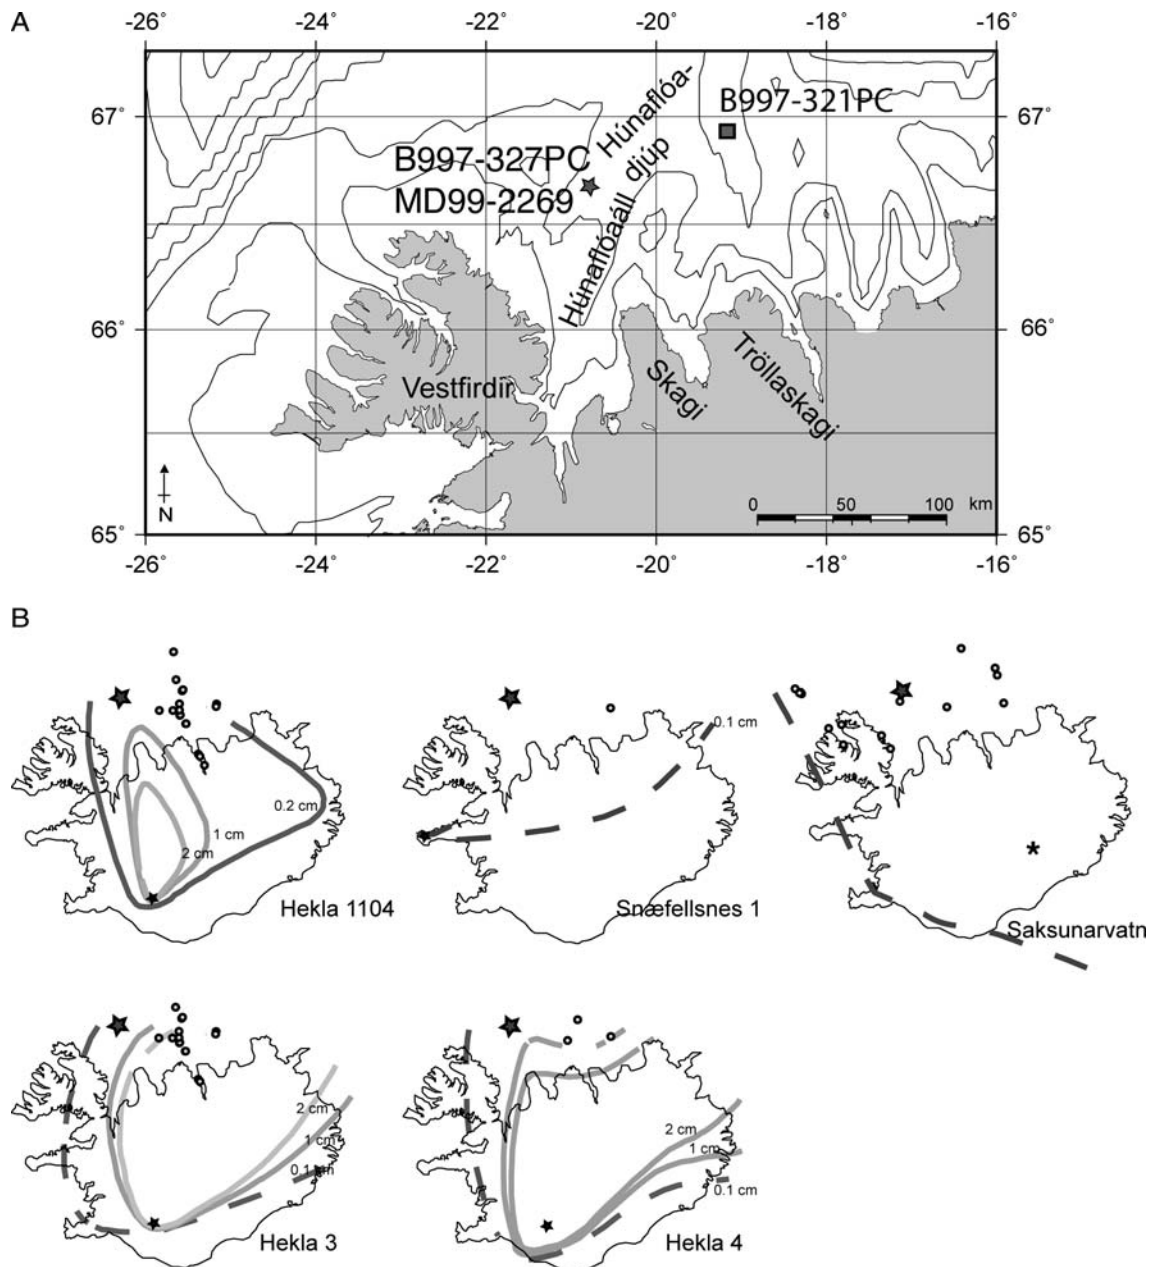 A
-26° -24° -22° -20° -18° -16°
67° 67°
Húnaflóa-
djúp
B997-321PC
B997-327PC
MD99-2269
Húnaflóaáll
66° 66°
Vestfirdir
Skagi
Tröllaskagi
0 50 100 km
N
65° 65°
-26° -24° -22° -20° -18° -16°
B
0.2 cm
1 cm
2 cm
Hekla 1104
0.1 cm
Snæfellsnes 1
Saksunarvatn
2 cm
1 cm
0.1 cm
Hekla 3
2 cm
1 cm
0.1 cm
Hekla 4